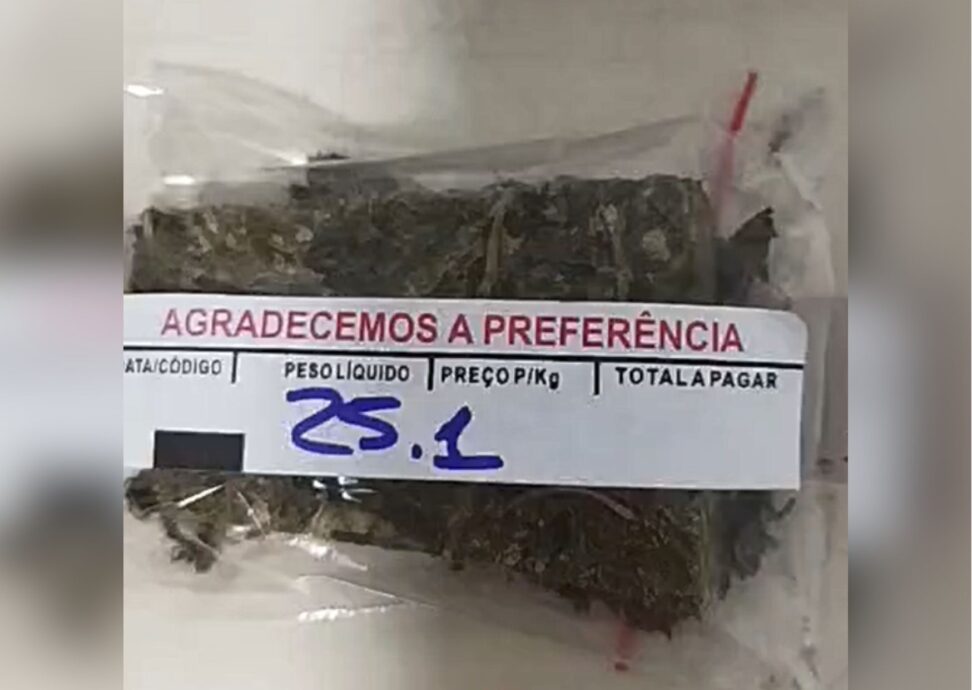 AGRADECEMOS A PREFERÊNCIA
ATA/CÓDIGO PESO LÍQUIDO PREÇO P/Kg TOTAL A PAGAR
25.1